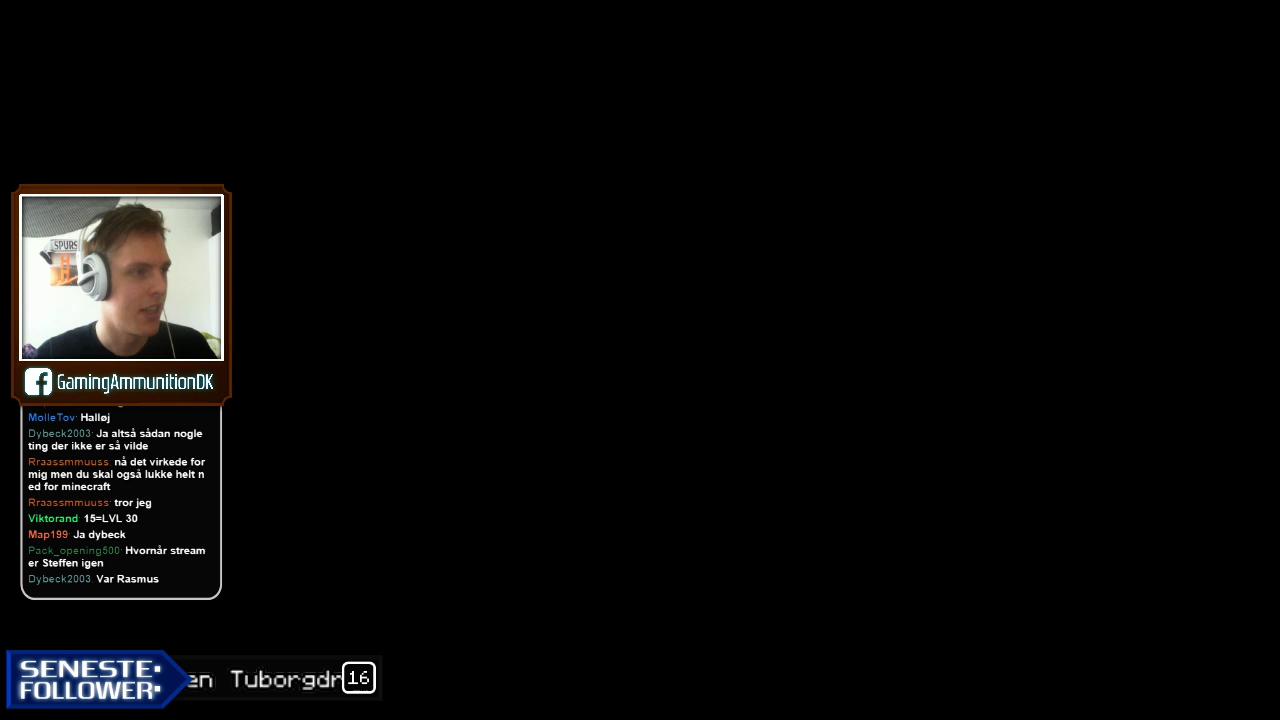 SPURS
GamingAmmunitionDK
MolleTov: Halløj
Dybeck2003: Ja altså sådan nogle
ting der ikke er så vilde
Rraassmmuuss: nå det virkede for
mig men du skal også lukke helt n
ed for minecraft
Rraassmmuuss: tror jeg
Viktorand: 15=LVL 30
Map199: Ja dybeck
Pack_opening500: Hvornår stream
er Steffen igen
Dybeck2003: Var Rasmus
SENESTE:
FOLLOWER:
en Tuborgdr
16